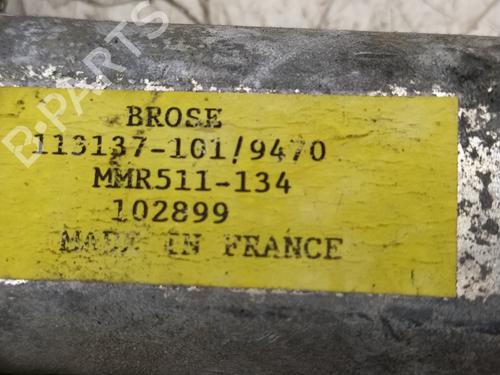 B-PARTS
BROSE
113137-101/9470
MMR511-134
102899
MADE IN FRANCE